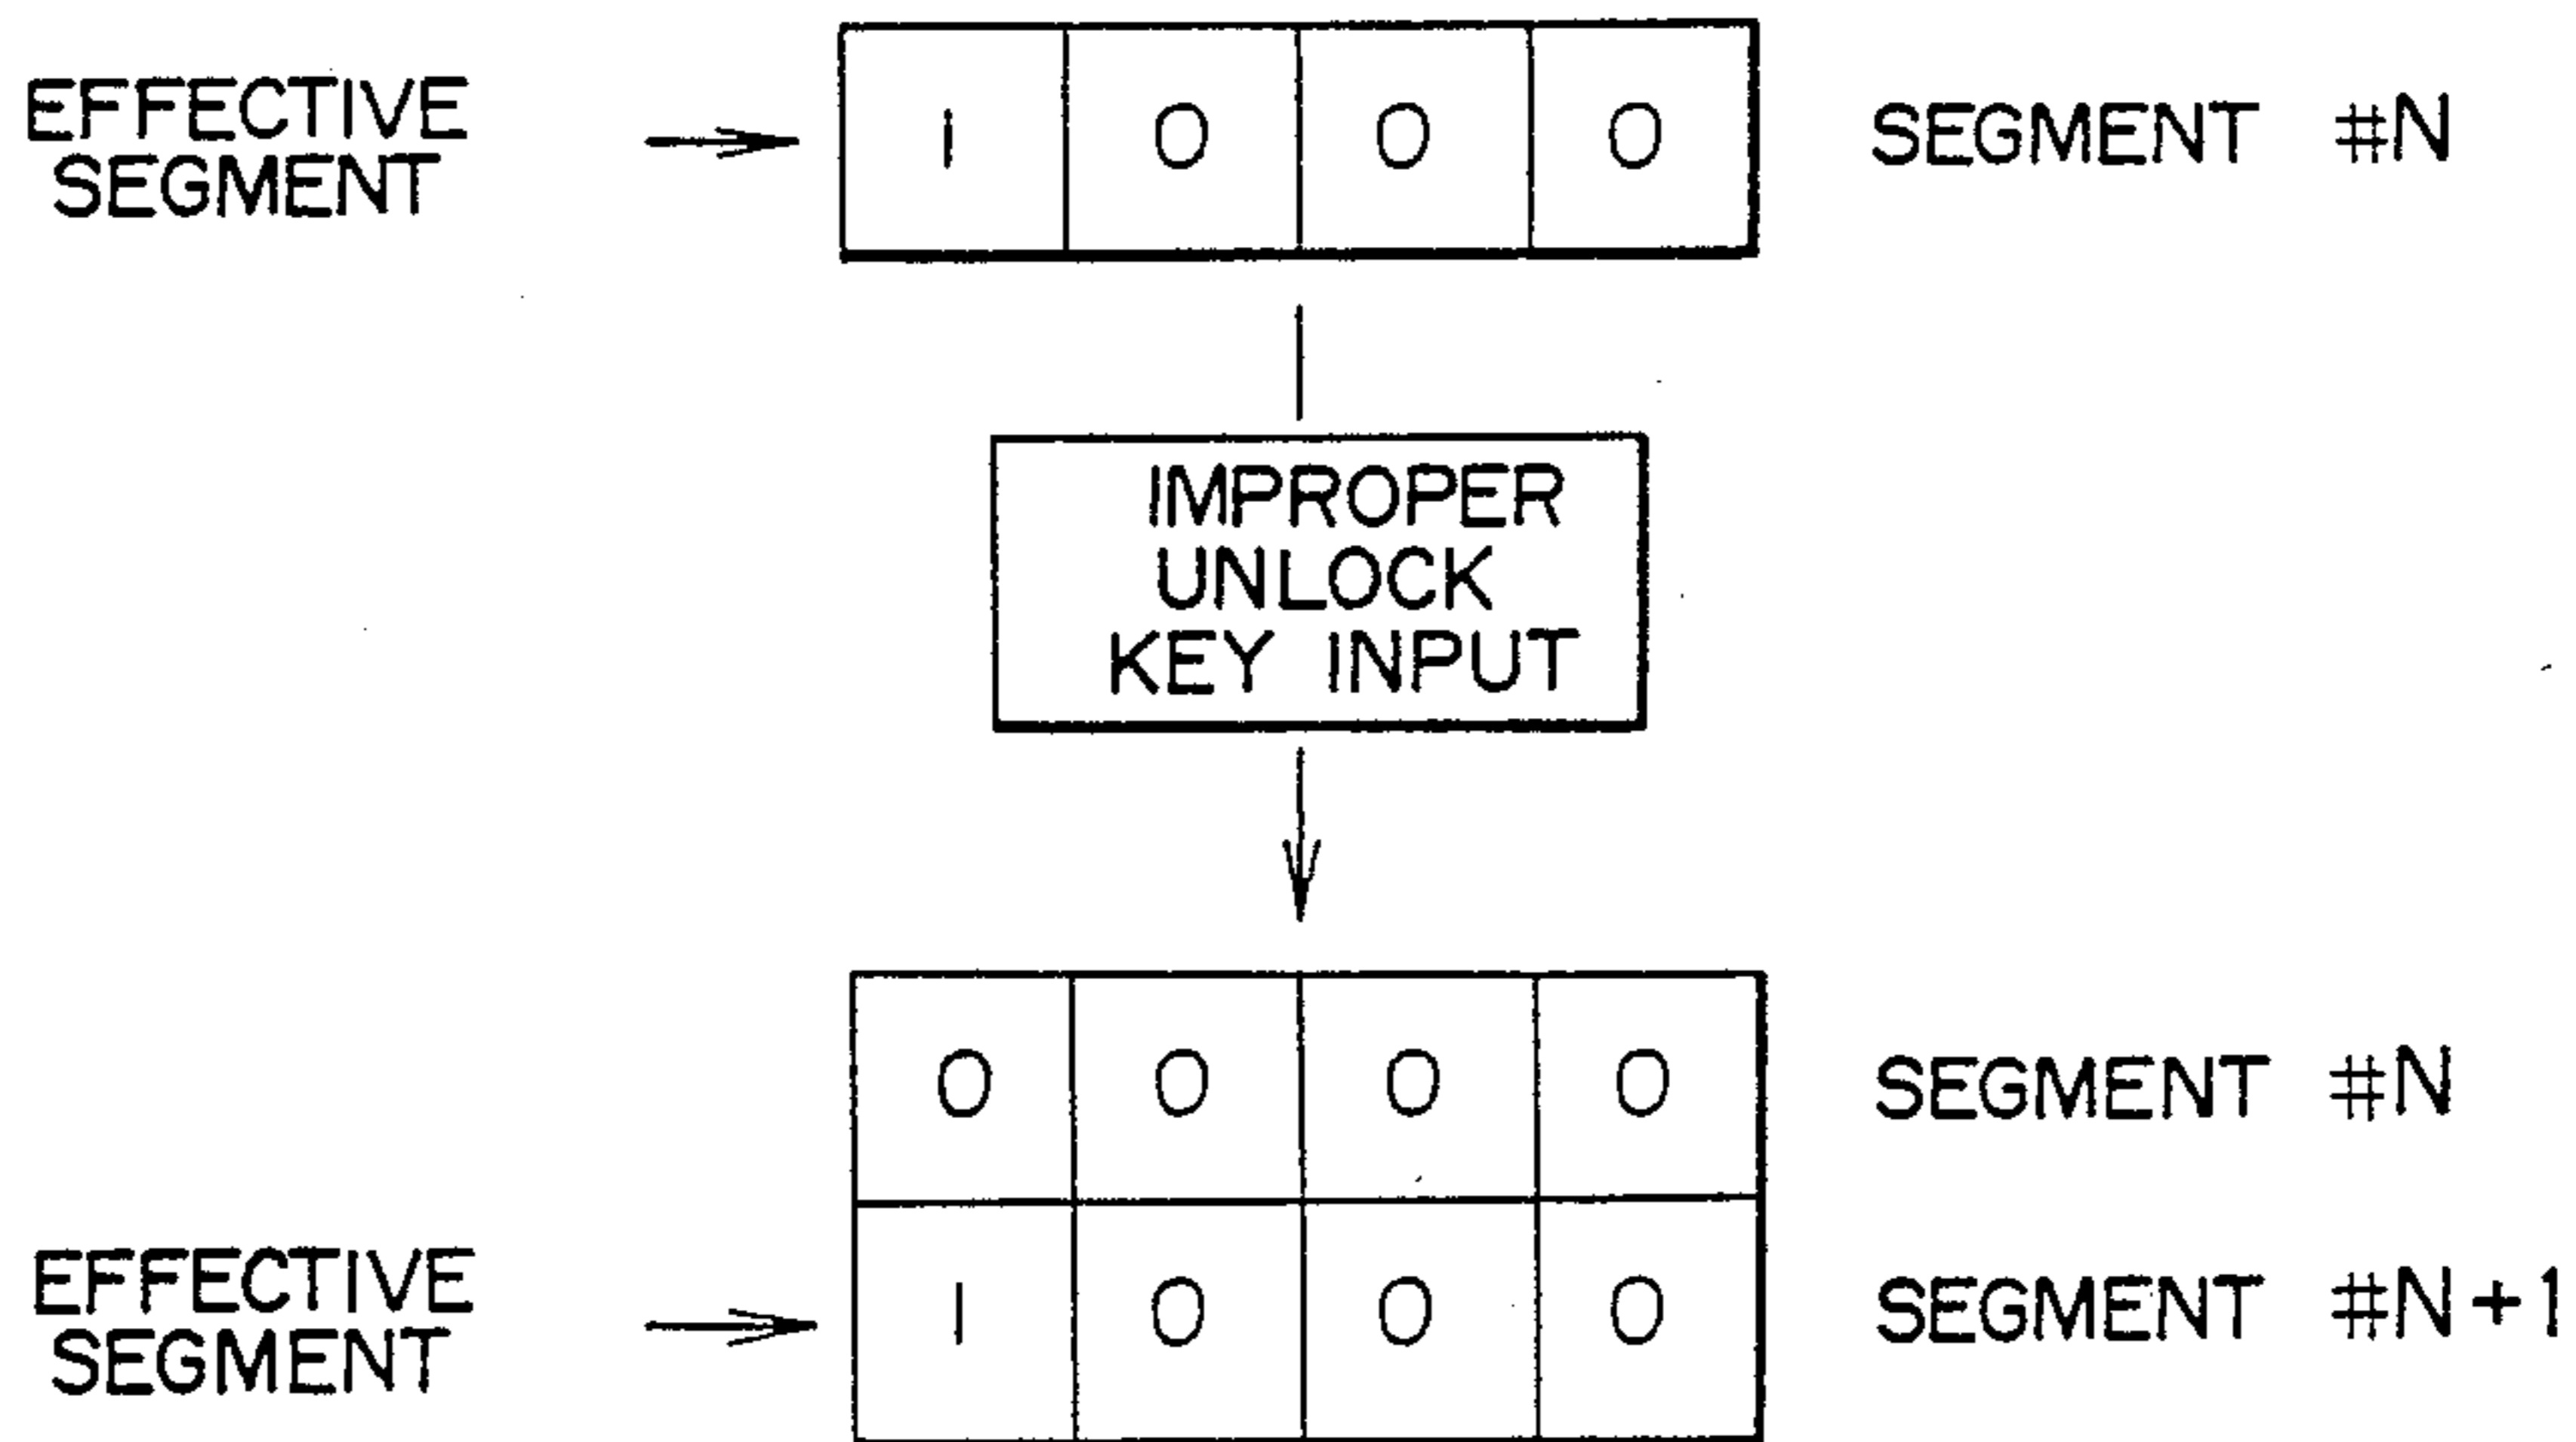 EFFECTIVE
SEGMENT
1 0 0 0 SEGMENT #N
IMPROPER
UNLOCK
KEY INPUT
0 0 0 0 SEGMENT #N
EFFECTIVE
SEGMENT
1 0 0 0 SEGMENT #N+1